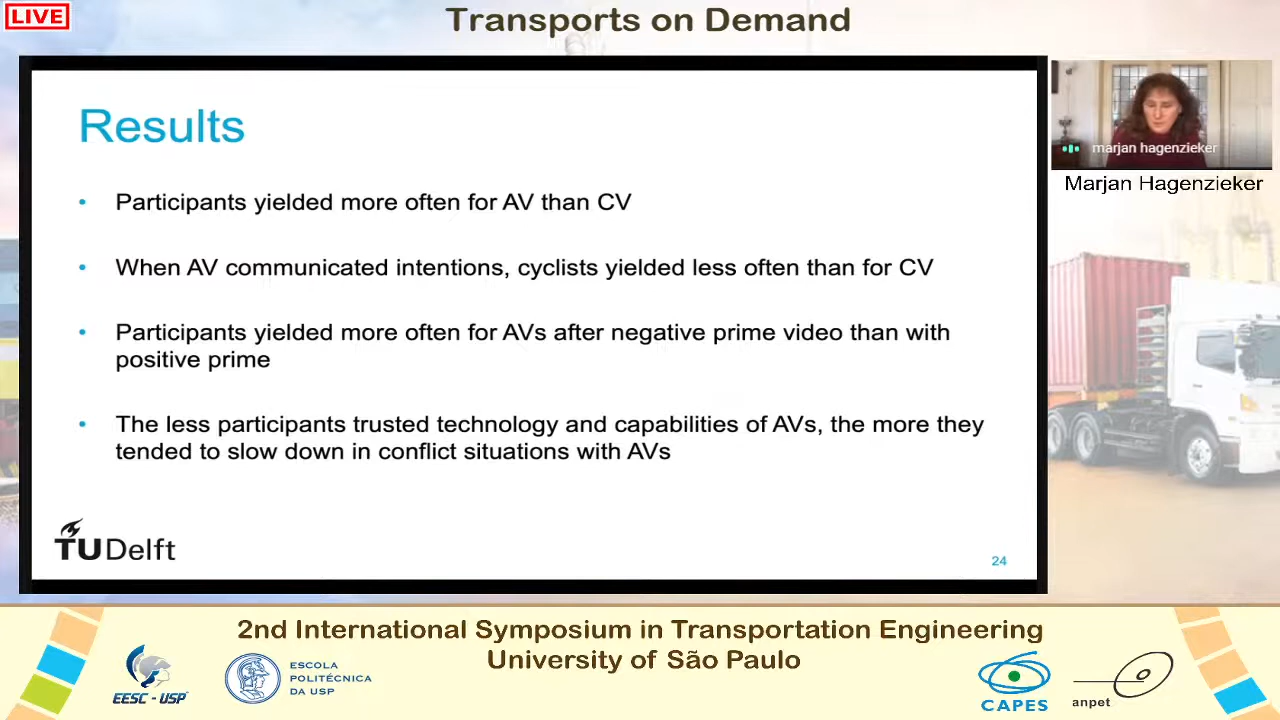 LIVE
Transports on Demand
Results
• Participants yielded more often for AV than CV
• When AV communicated intentions, cyclists yielded less often than for CV
• Participants yielded more often for AVs after negative prime video than with
positive prime
• The less participants trusted technology and capabilities of AVs, the more they
tended to slow down in conflict situations with AVs
TU Delft
24
marjan hagenzieker
Marjan Hagenzieker
2nd International Symposium in Transportation Engineering
University of São Paulo
EESC - USP
ESCOLA
POLITÉCNICA
DA USP
CAPES
anpet